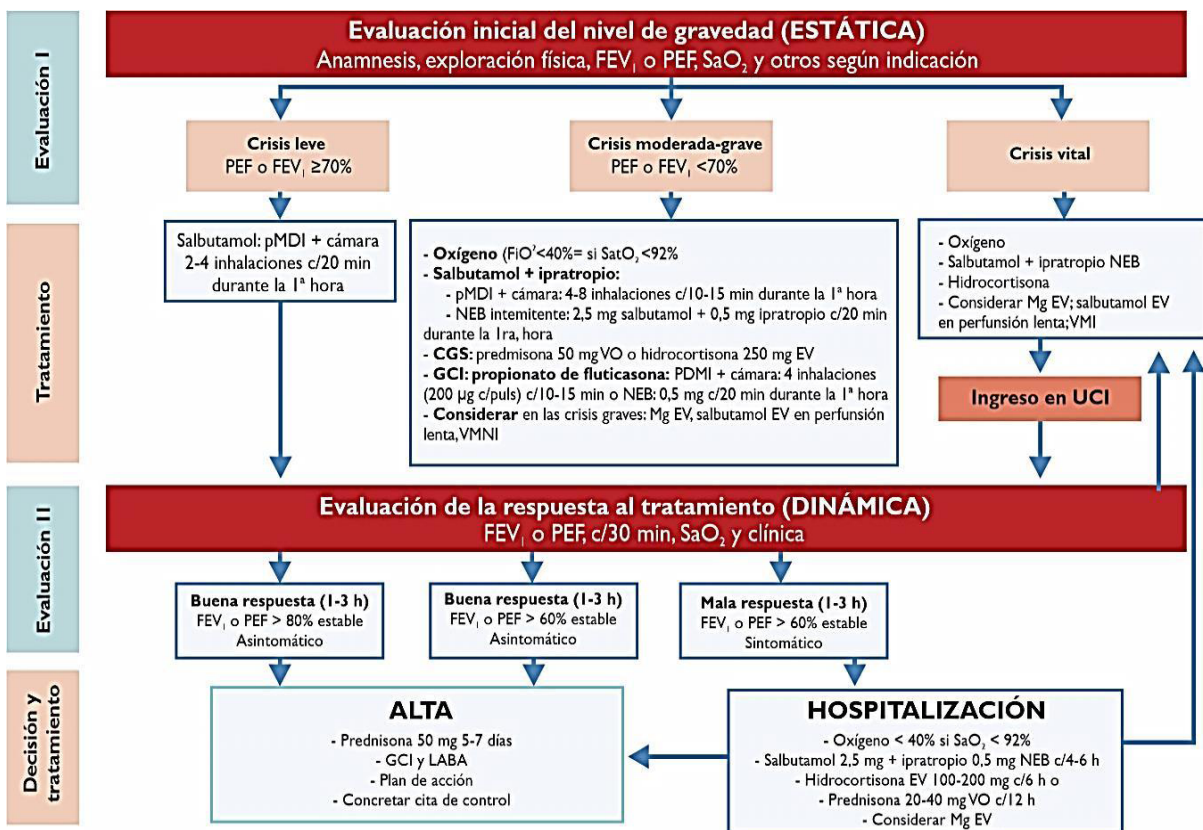 Evaluación I
Evaluación inicial del nivel de gravedad (ESTÁTICA)
Anamnesis, exploración física, FEV₁ o PEF, SaO₂ y otros según indicación
Crisis leve
PEF o FEV₁ ≥70%
Crisis moderada-grave
PEF o FEV₁ <70%
Crisis vital
Tratamiento
Salbutamol: pMDI + cámara
2-4 inhalaciones c/20 min
durante la 1ª hora
- Oxígeno (FiO²<40%= si SatO₂ <92%
- Salbutamol + ipratropio:
- pMDI + cámara: 4-8 inhalaciones c/10-15 min durante la 1ª hora
- NEB intemitente: 2,5 mg salbutamol + 0,5 mg ipratropio c/20 min
durante la 1ra, hora
- CGS: predmisona 50 mg VO o hidrocortisona 250 mg EV
- GCI: propionato de fluticasona: PDMI + cámara: 4 inhalaciones
(200 µg c/puls) c/10-15 min o NEB: 0,5 mg c/20 min durante la 1ª hora
- Considerar en las crisis graves: Mg EV, salbutamol EV en perfunsión
lenta, VMNI
- Oxígeno
- Salbutamol + ipratropio NEB
- Hidrocortisona
- Considerar Mg EV; salbutamol EV
en perfunsión lenta; VMI
Ingreso en UCI
Evaluación II
Evaluación de la respuesta al tratamiento (DINÁMICA)
FEV₁ o PEF, c/30 min, SaO₂ y clínica
Buena respuesta (1-3 h)
FEV₁ o PEF > 80% estable
Asintomático
Buena respuesta (1-3 h)
FEV₁ o PEF > 60% estable
Asintomático
Mala respuesta (1-3 h)
FEV₁ o PEF > 60% estable
Sintomático
Decisión y
tratamiento
ALTA
- Prednisona 50 mg 5-7 días
- GCI y LABA
- Plan de acción
- Concretar cita de control
HOSPITALIZACIÓN
- Oxígeno < 40% si SaO₂ < 92%
- Salbutamol 2,5 mg + ipratropio 0,5 mg NEB c/4-6 h
- Hidrocortisona EV 100-200 mg c/6 h o
- Prednisona 20-40 mg VO c/12 h
- Considerar Mg EV